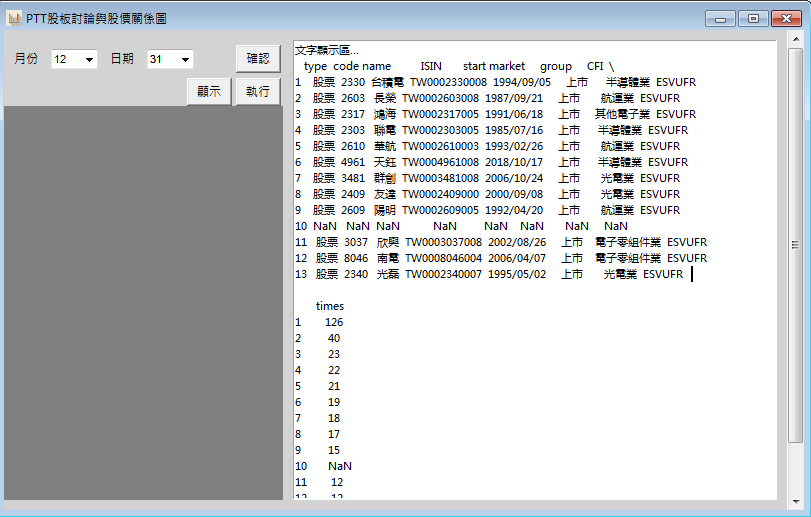 PTT股板討論與股價關係圖
月份 12 日期 31 確認
顯示 執行
文字顯示區...
type code name ISIN start market group CFI \
1 股票 2330 台積電 TW0002330008 1994/09/05 上市 半導體業 ESVUFR
2 股票 2603 長榮 TW0002603008 1987/09/21 上市 航運業 ESVUFR
3 股票 2317 鴻海 TW0002317005 1991/06/18 上市 其他電子業 ESVUFR
4 股票 2303 聯電 TW0002303005 1985/07/16 上市 半導體業 ESVUFR
5 股票 2610 華航 TW0002610003 1993/02/26 上市 航運業 ESVUFR
6 股票 4961 天鈺 TW0004961008 2018/10/17 上市 半導體業 ESVUFR
7 股票 3481 群創 TW0003481008 2006/10/24 上市 光電業 ESVUFR
8 股票 2409 友達 TW0002409000 2000/09/08 上市 光電業 ESVUFR
9 股票 2609 陽明 TW0002609005 1992/04/20 上市 航運業 ESVUFR
10 NaN NaN NaN NaN NaN NaN NaN NaN
11 股票 3037 欣興 TW0003037008 2002/08/26 上市 電子零組件業 ESVUFR
12 股票 8046 南電 TW0008046004 2006/04/07 上市 電子零組件業 ESVUFR
13 股票 2340 光磊 TW0002340007 1995/05/02 上市 光電業 ESVUFR
times
1 126
2 40
3 23
4 22
5 21
6 19
7 18
8 17
9 15
10 NaN
11 12
12 12